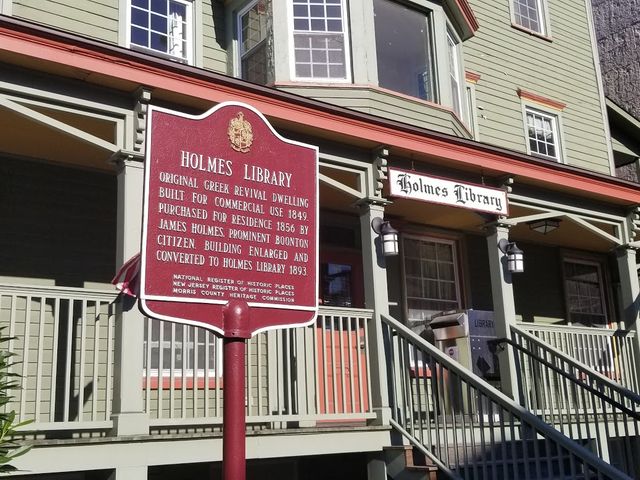 HOLMES LIBRARY
ORIGINAL GREEK REVIVAL DWELLING
BUILT FOR COMMERCIAL USE 1849
PURCHASED FOR RESIDENCE 1856 BY
JAMES HOLMES, PROMINENT BOONTON
CITIZEN. BUILDING ENLARGED AND
CONVERTED TO HOLMES LIBRARY 1893
NATIONAL REGISTER OF HISTORIC PLACES
NEW JERSEY REGISTER OF HISTORIC PLACES
MORRIS COUNTY HERITAGE COMMISSION
Holmes Library
LIBRARY